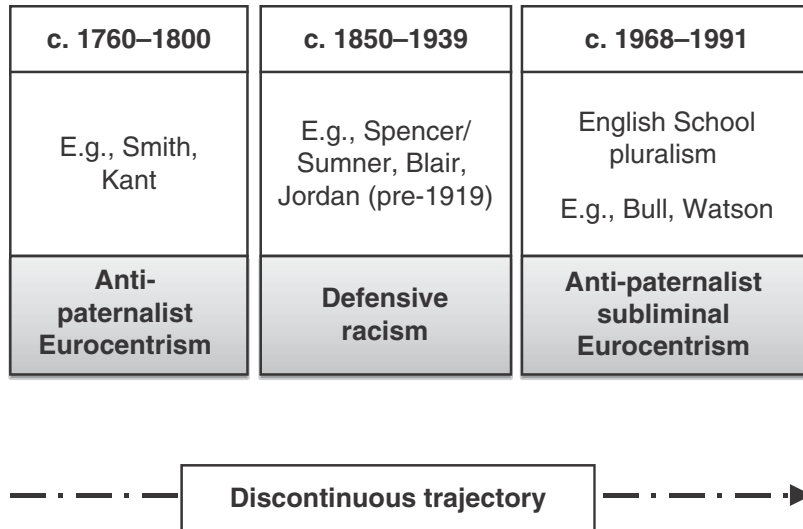 c. 1760–1800
c. 1850–1939
c. 1968–1991
E.g., Smith,
Kant
E.g., Spencer/
Sumner, Blair,
Jordan (pre-1919)
English School
pluralism
E.g., Bull, Watson
Anti-
paternalist
Eurocentrism
Defensive
racism
Anti-paternalist
subliminal
Eurocentrism
Discontinuous trajectory